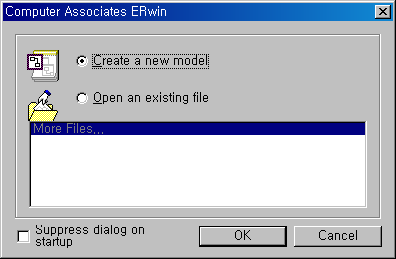 Computer Associates ERwin
Create a new model
Open an existing file
More Files...
Suppress dialog on
startup
OK
Cancel